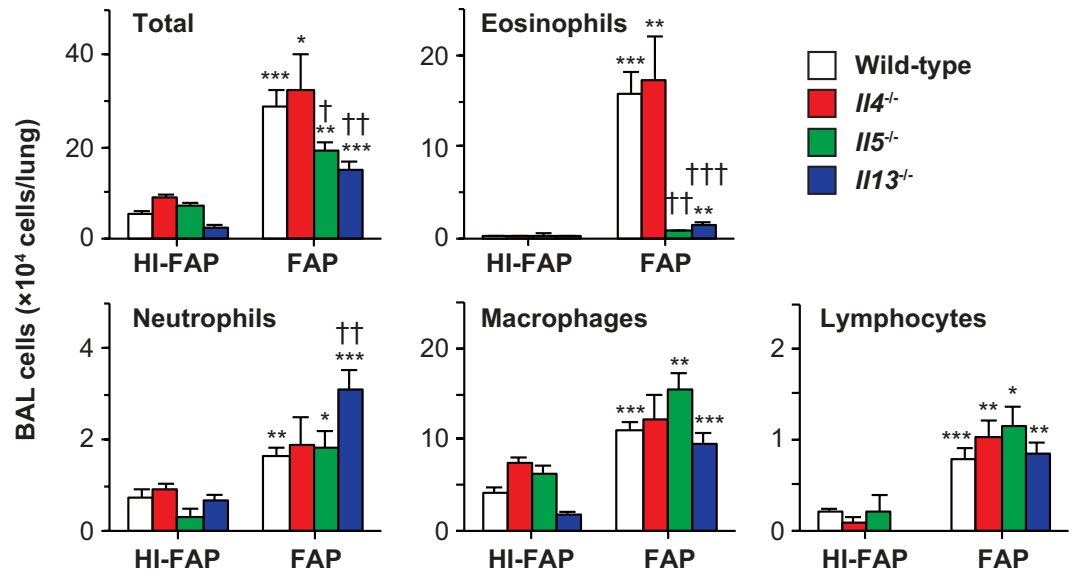 BAL cells (×10⁴ cells/lung)
Total
40
20
0
***
*
†
**
††
***
HI-FAP FAP
Eosinophils
20
10
0
***
**
††
†††
**
HI-FAP FAP
Wild-type
Il4-/-
Il5-/-
Il13-/-
Neutrophils
4
2
0
**
*
††
***
HI-FAP FAP
Macrophages
20
10
0
***
**
***
HI-FAP FAP
Lymphocytes
2
1
0
***
**
*
**
HI-FAP FAP